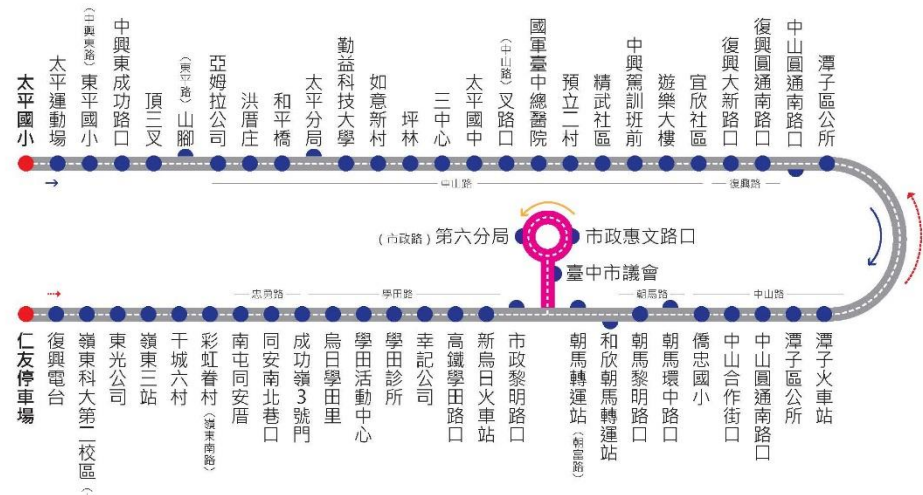 太平國小
太平運動場
東平國小
(中興東路)
中興東成功路口
頂三叉
(東平路)山腳
亞姆拉公司
洪厝庄
和平橋
太平分局
勤益科技大學
如意新村
坪林
三中心
太平國中
(中山路)叉路口
國軍臺中總醫院
預立二村
精武社區
中興駕訓班前
遊樂大樓
宜欣社區
復興大新路口
復興圓通南路口
中山圓通南路口
潭子區公所
中山路
復興路
(市政路)第六分局
市政惠文路口
臺中市議會
忠勇路
學田路
朝馬路
中山路
仁友停車場
復興電台
嶺東科大第二校區
東光公司
嶺東三站
干城六村
彩虹眷村(嶺東南路)
南屯同安厝
同安南北巷口
成功嶺3號門
烏日學田里
學田活動中心
學田診所
幸記公司
高鐵學田路口
新烏日火車站
市政黎明路口
朝馬轉運站(朝富路)
和欣朝馬轉運站
朝馬黎明路口
朝馬環中路口
僑忠國小
中山合作街口
中山圓通南路口
潭子區公所
潭子火車站